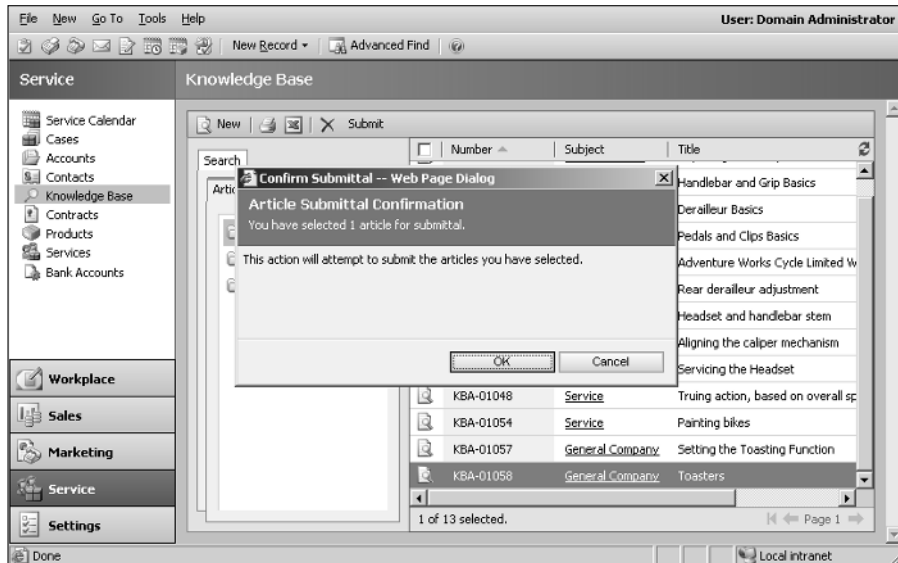 File New Go To Tools Help User: Domain Administrator
New Record Advanced Find
Service Knowledge Base
Service Calendar
Cases
Accounts
Contacts
Knowledge Base
Contracts
Products
Services
Bank Accounts
Workplace
Sales
Marketing
Service
Settings
New Submit
Search
Number Subject Title
Confirm Submittal -- Web Page Dialog
Article Submittal Confirmation
You have selected 1 article for submittal.
This action will attempt to submit the articles you have selected.
OK Cancel
Handlebar and Grip Basics
Derailleur Basics
Pedals and Clips Basics
Adventure Works Cycle Limited W
Rear derailleur adjustment
Headset and handlebar stem
Aligning the caliper mechanism
Servicing the Headset
KBA-01048 Service Truing action, based on overall sp
KBA-01054 Service Painting bikes
KBA-01057 General Company Setting the Toasting Function
KBA-01058 General Company Toasters
1 of 13 selected. Page 1
Done Local intranet